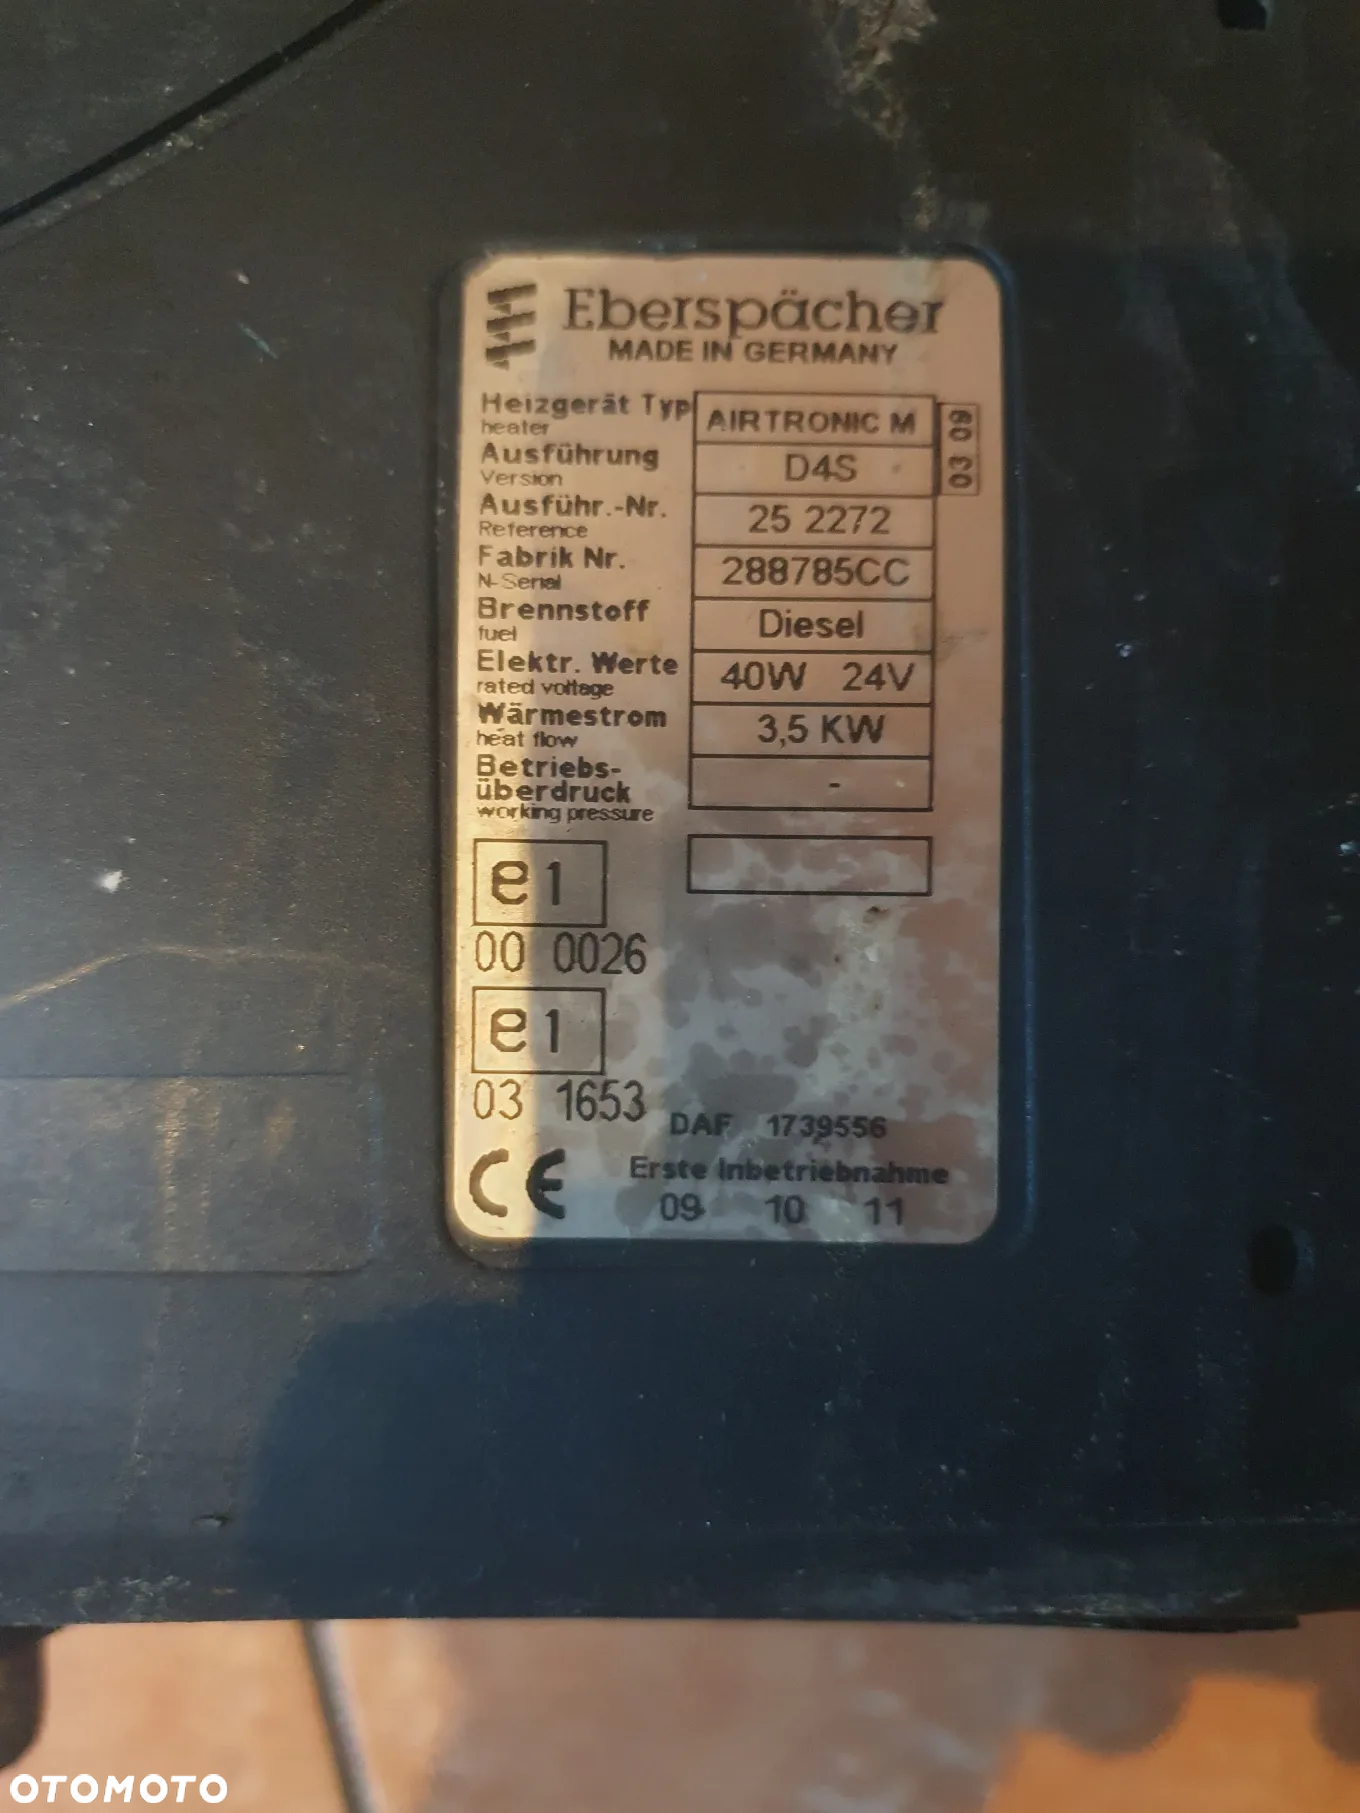 Eberspächer
MADE IN GERMANY
Heizgerät Typ AIRTRONIC M
heater
Ausführung D4S
Version
03 09
Ausführ.-Nr. 25 2272
Reference
Fabrik Nr. 288785CC
N-Serial
Brennstoff Diesel
fuel
Elektr. Werte 40W 24V
rated voltage
Wärmestrom 3,5 KW
heat flow
Betriebs-
überdruck -
working pressure
e1
00 0026
e1
03 1653
DAF 1739556
CE Erste Inbetriebnahme
09 10 11
OTOMOTO